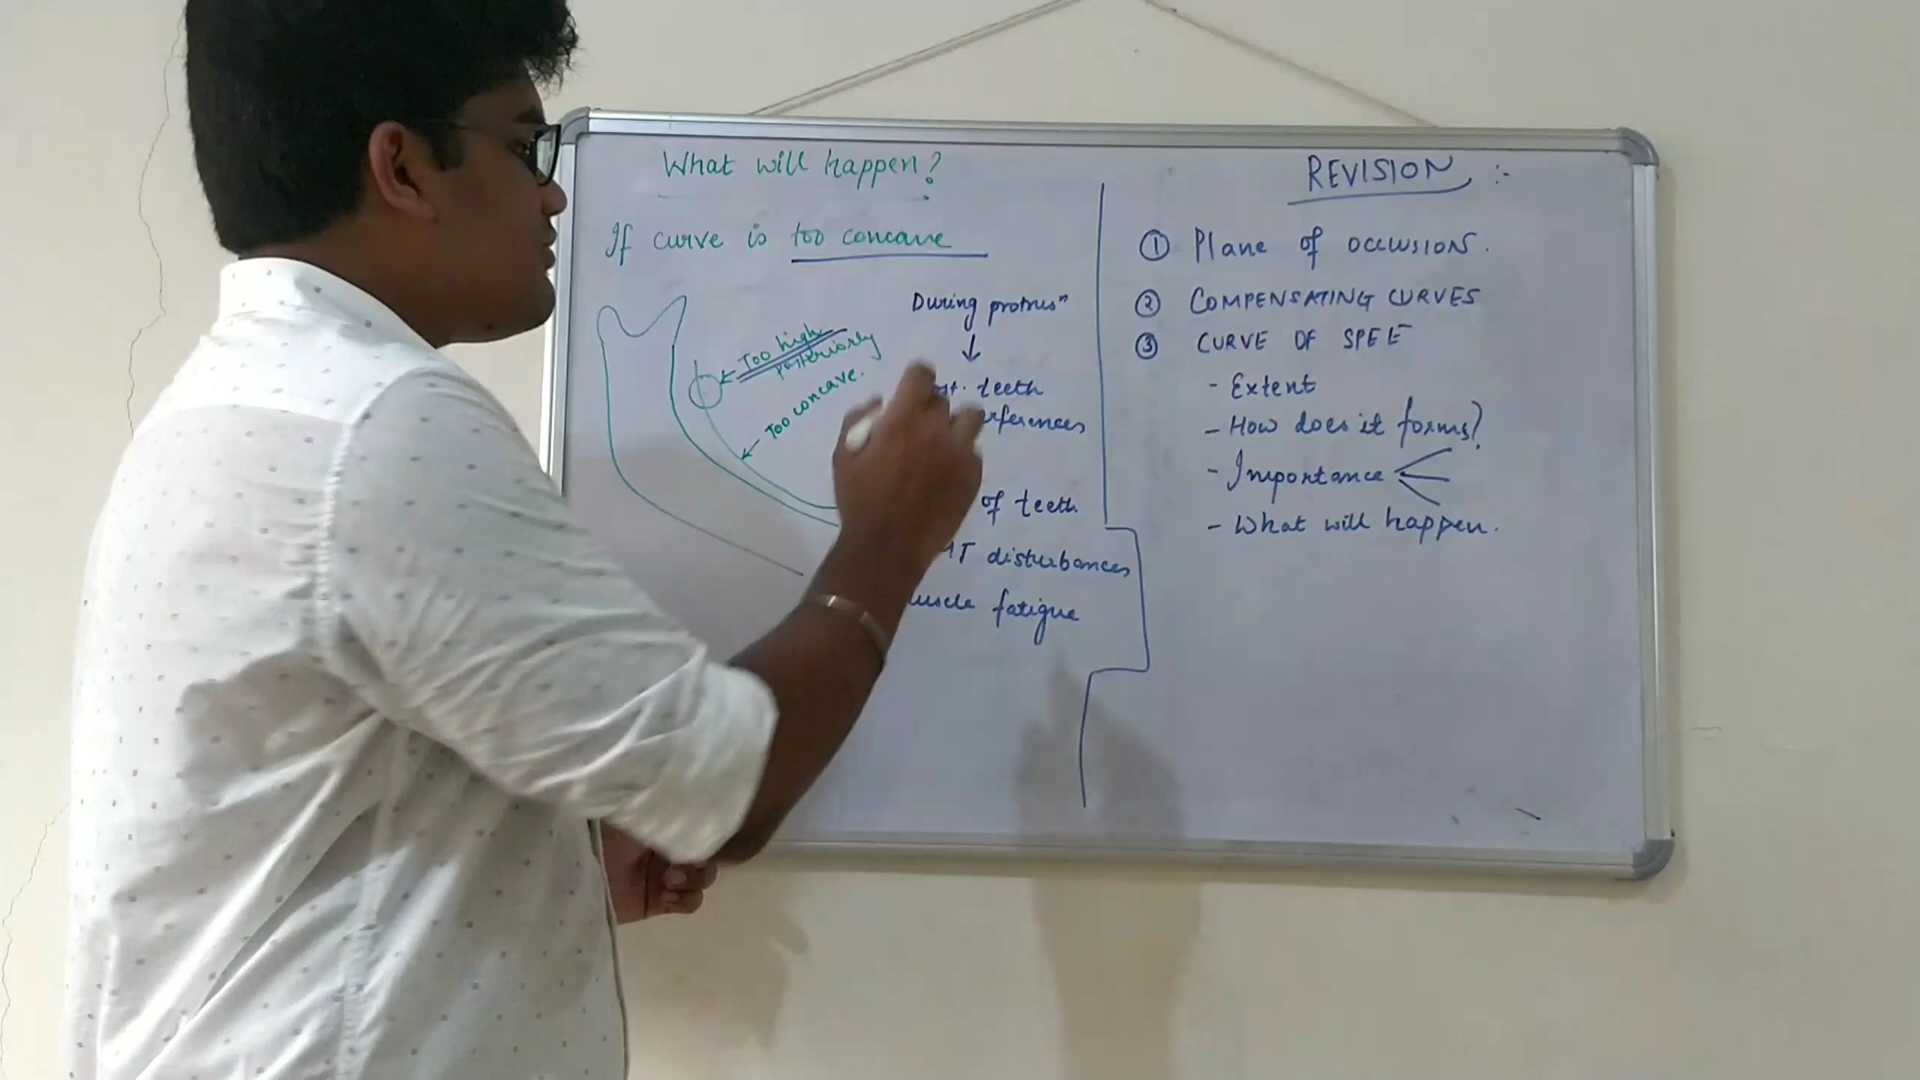 What will happen?
If curve is too concave
Too high
posteriorly
Too concave.
During protrusⁿ
↓
teeth
of teeth
disturbances
fatigue
REVISION :-
① Plane of OCCLUSION.
② COMPENSATING CURVES
③ CURVE OF SPEE
- Extent
- How does it forms?
- Importance
- What will happen.